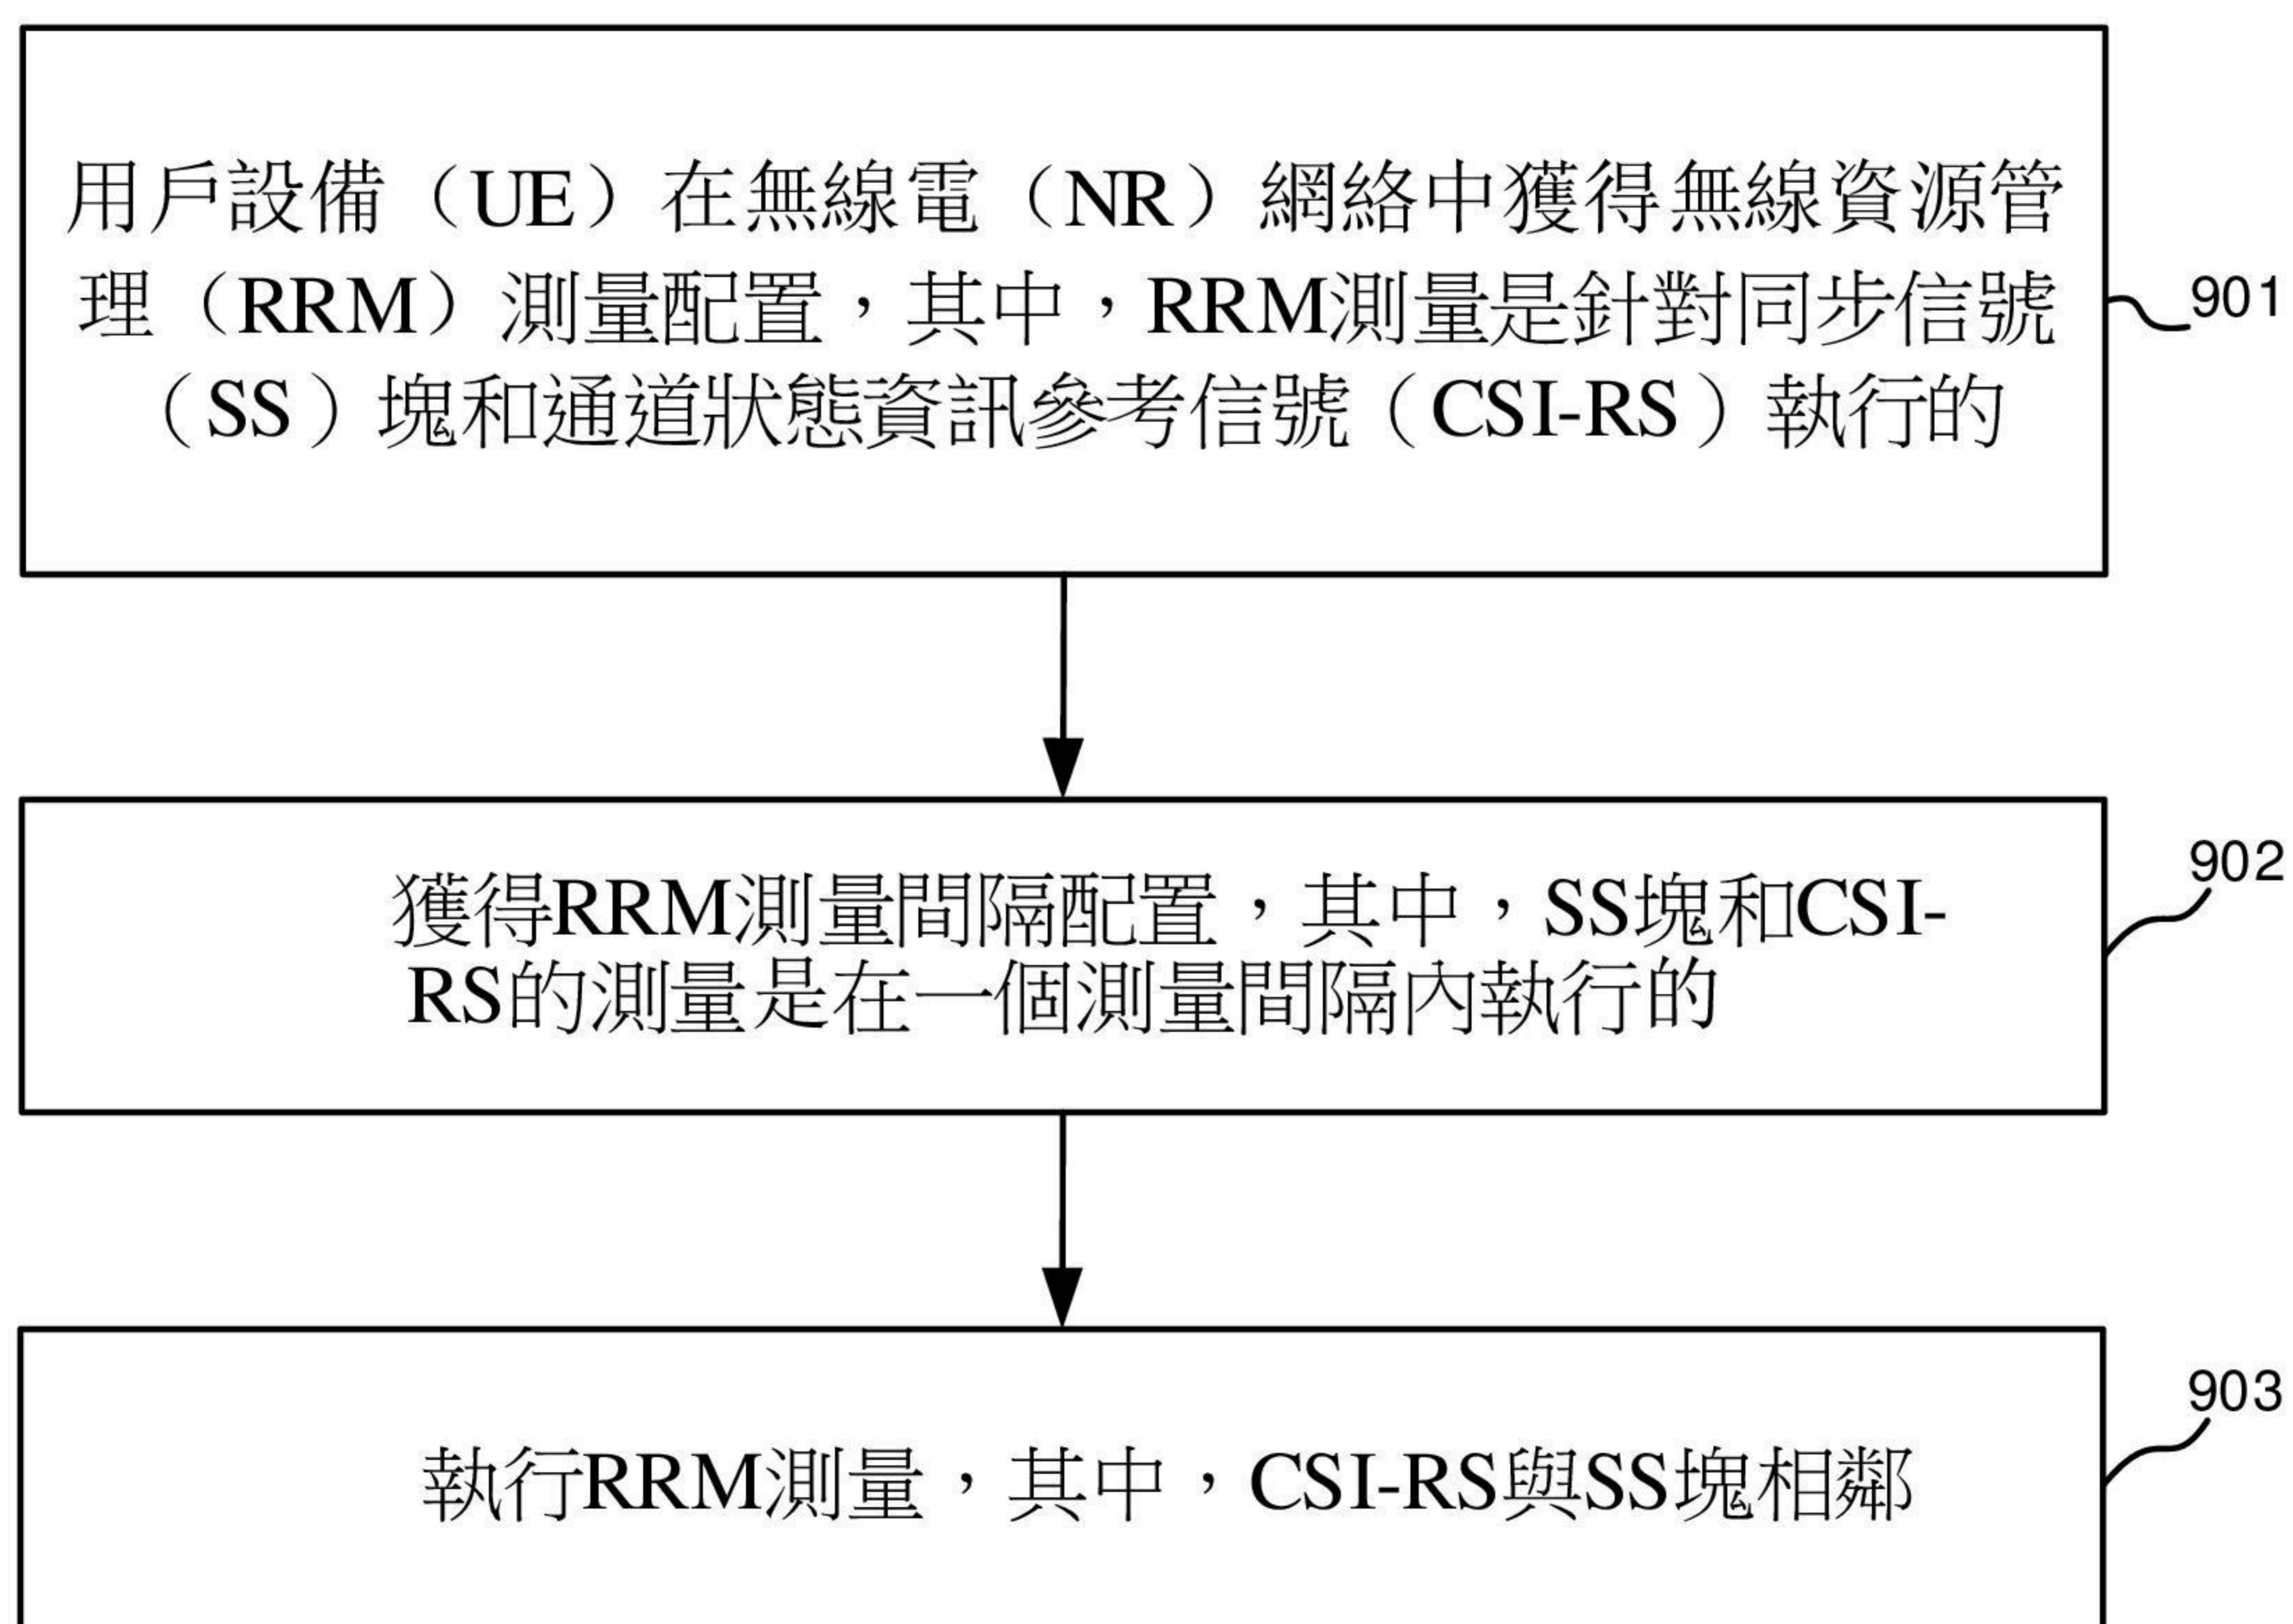 用戶設備（UE）在無線電（NR）網絡中獲得無線資源管
理（RRM）測量配置，其中，RRM測量是針對同步信號
（SS）塊和通道狀態資訊參考信號（CSI-RS）執行的
901
902
獲得RRM測量間隔配置，其中，SS塊和CSI-
RS的測量是在一個測量間隔內執行的
903
執行RRM測量，其中，CSI-RS與SS塊相鄰